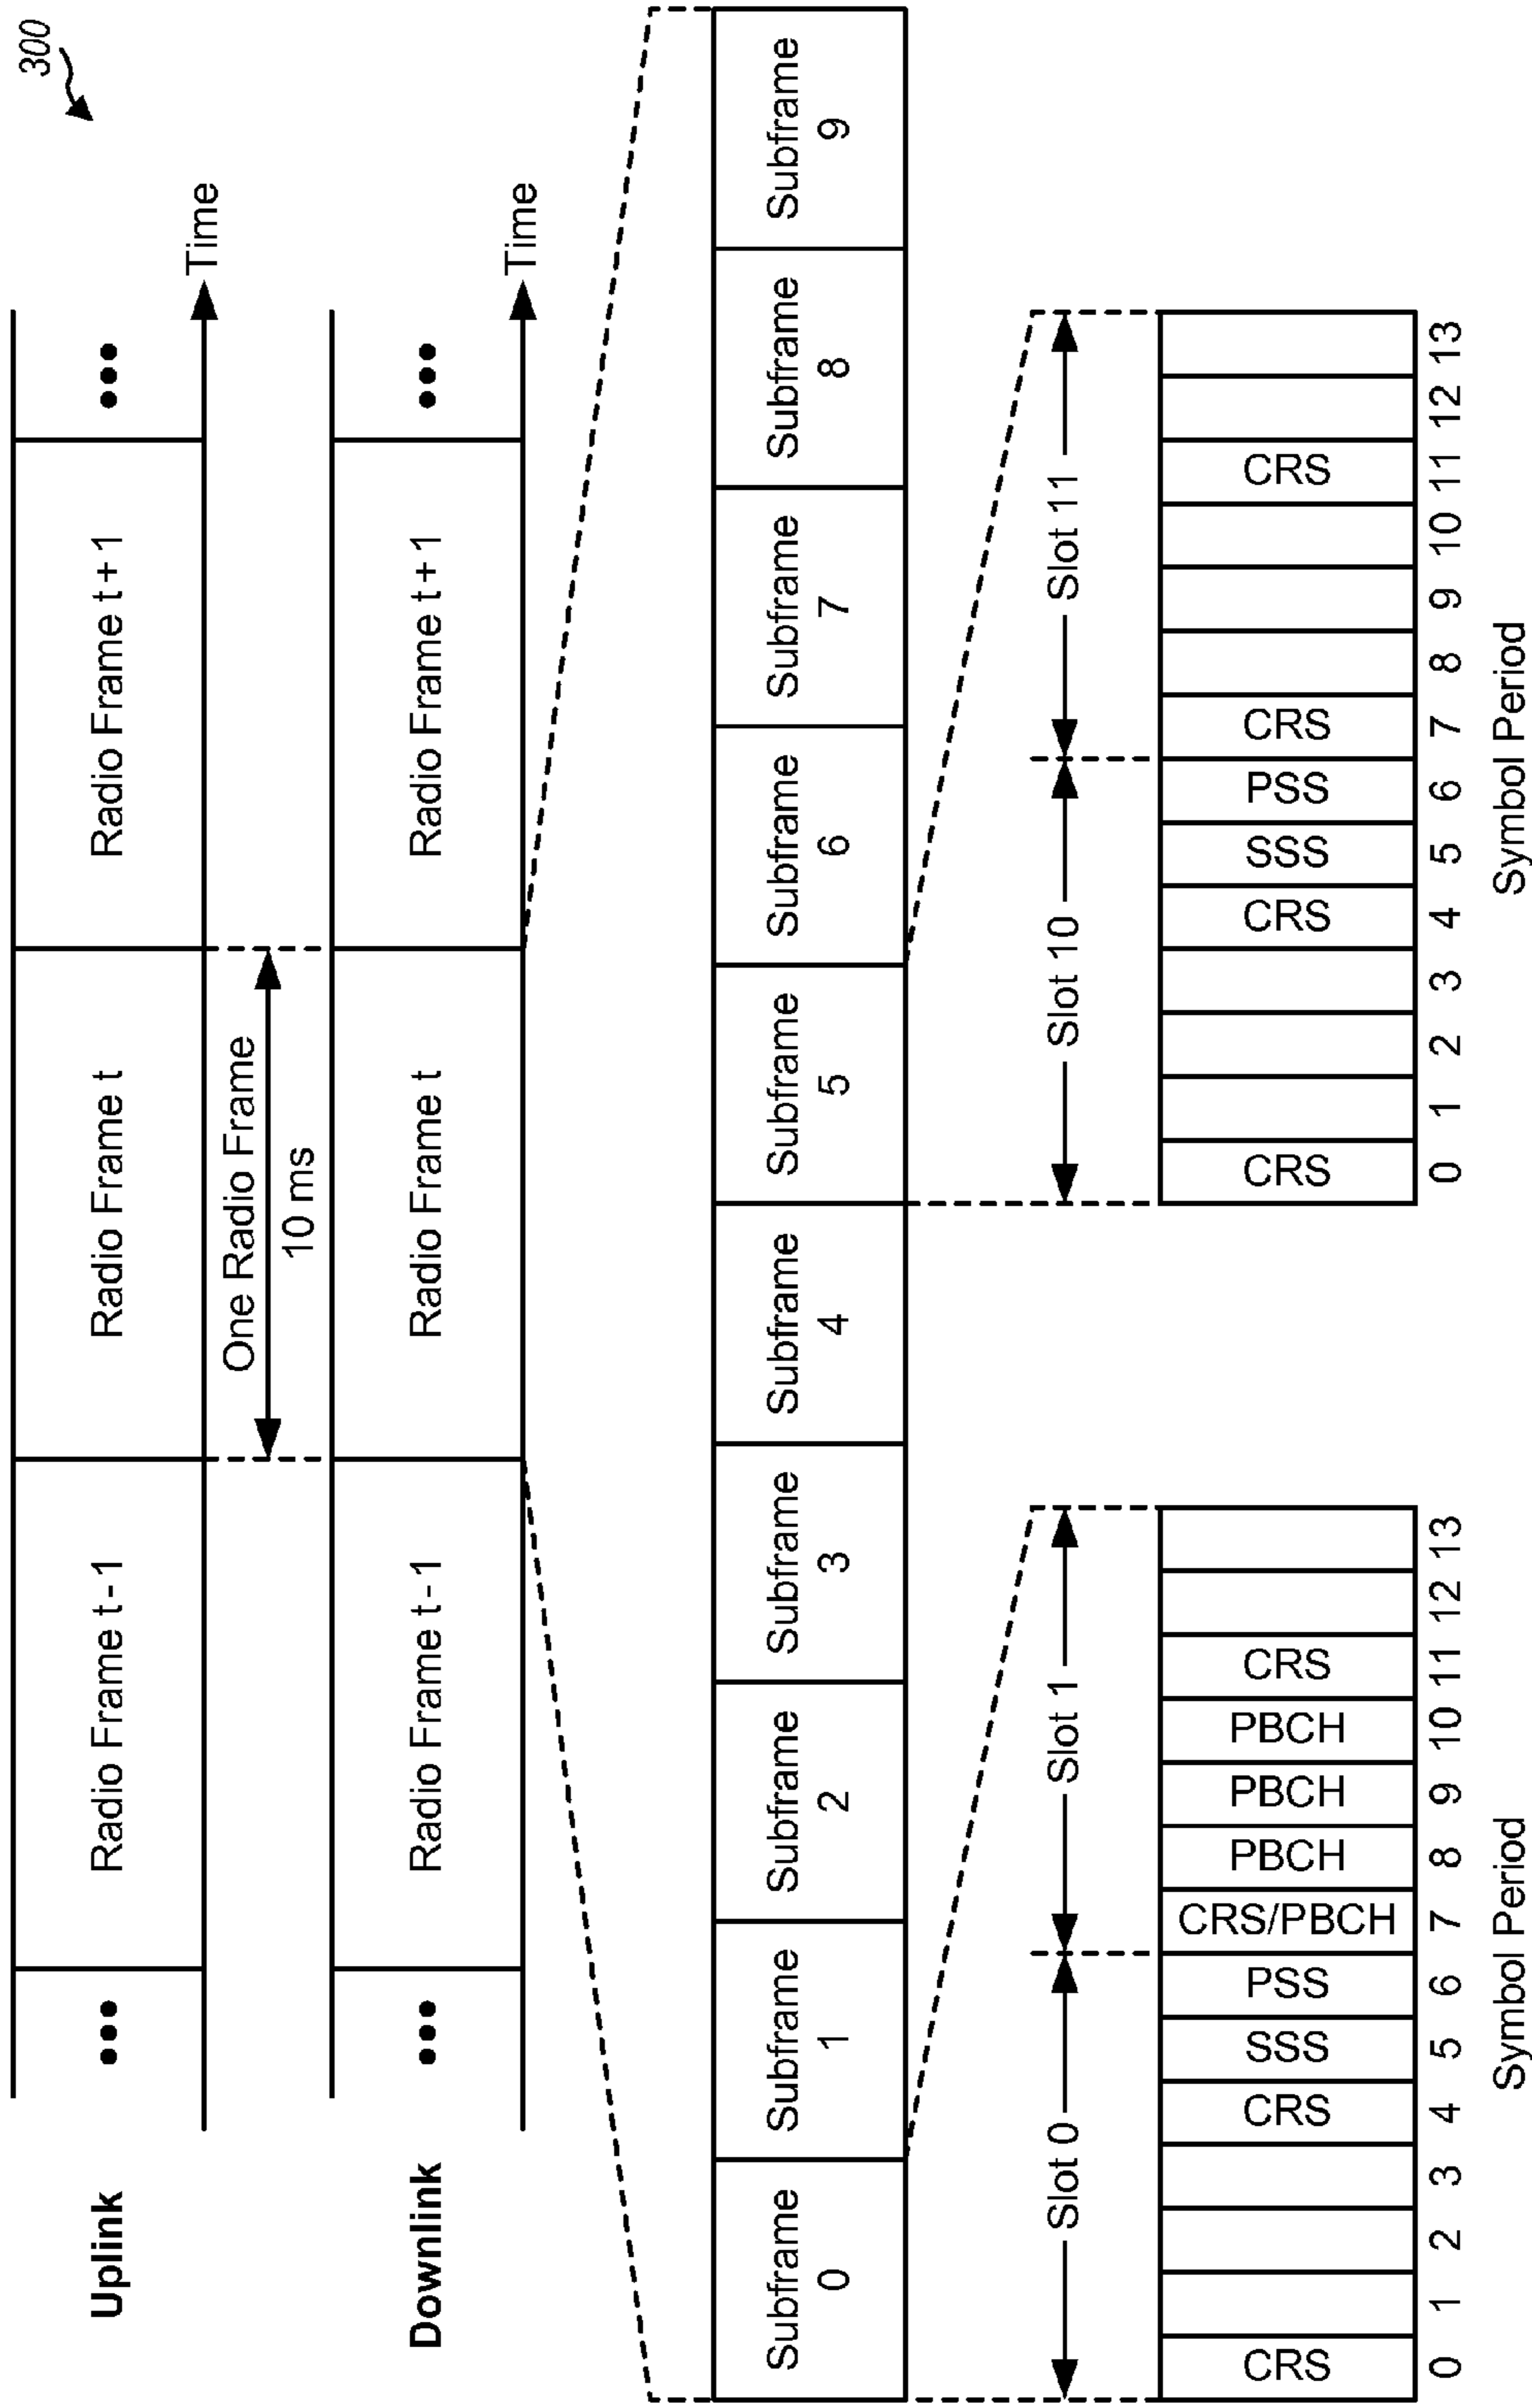 300
Uplink
•••
Radio Frame t-1
Radio Frame t
Radio Frame t+1
•••
Time
One Radio Frame
10 ms
Downlink
•••
Radio Frame t-1
Radio Frame t
Radio Frame t+1
•••
Time
Subframe
0
Subframe
1
Subframe
2
Subframe
3
Subframe
4
Subframe
5
Subframe
6
Subframe
7
Subframe
8
Subframe
9
Slot 0
Slot 1
CRS
CRS
SSS
PSS
CRS/PBCH
PBCH
PBCH
PBCH
CRS
0 1 2 3 4 5 6 7 8 9 10 11 12 13
Symbol Period
Slot 10
Slot 11
CRS
CRS
SSS
PSS
CRS
CRS
0 1 2 3 4 5 6 7 8 9 10 11 12 13
Symbol Period